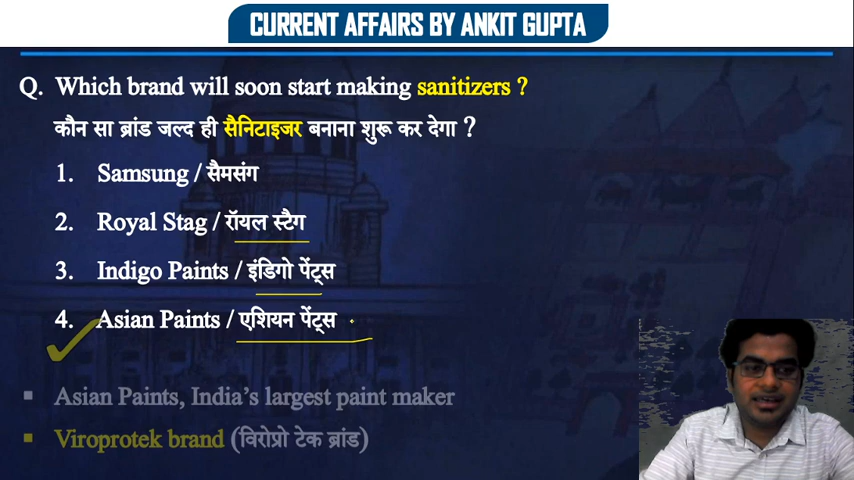 CURRENT AFFAIRS BY ANKIT GUPTA
Q. Which brand will soon start making sanitizers ?
कौन सा ब्रांड जल्द ही सैनिटाइजर बनाना शुरू कर देगा ?
1. Samsung / सैमसंग
2. Royal Stag / रॉयल स्टैग
3. Indigo Paints / इंडिगो पेंट्स
4. Asian Paints / एशियन पेंट्स
▪ Asian Paints, India's largest paint maker
▪ Viroprotek brand (विरोप्रो टेक ब्रांड)